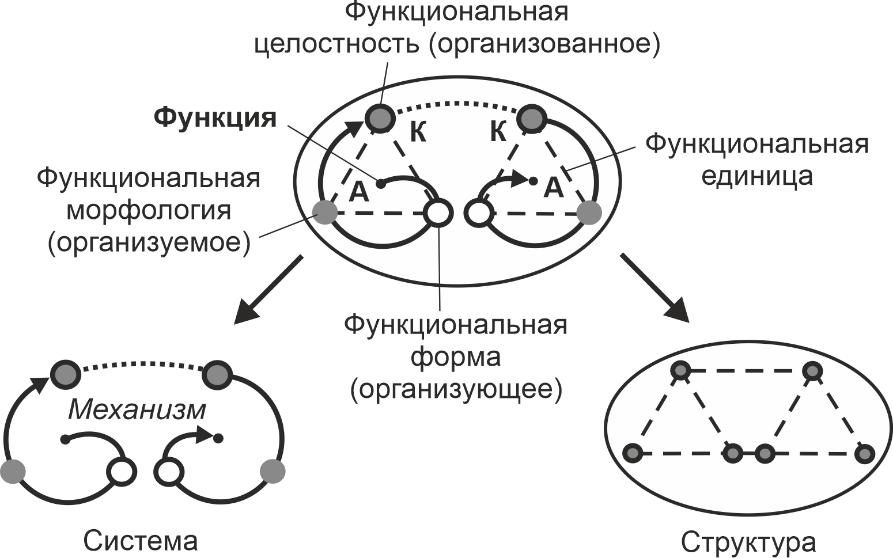 Функциональная
целостность (организованное)
Функция
К К
Функциональная
единица
Функциональная
морфология
(организуемое)
А А
Функциональная
форма
(организующее)
Механизм
Система
Структура